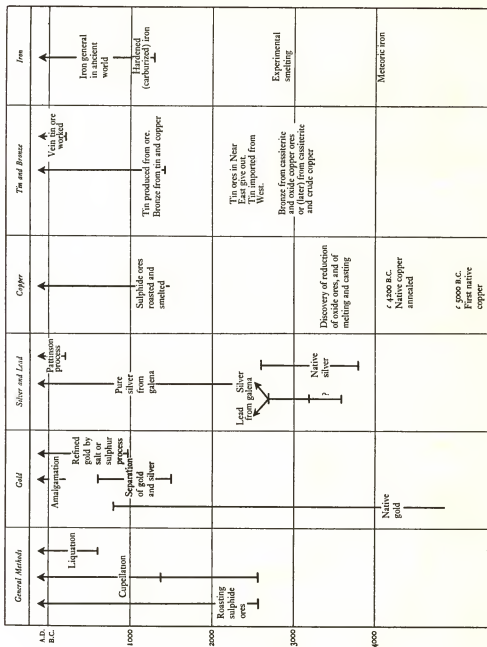 General Methods
Gold
Silver and Lead
Copper
Tin and Bronze
Iron
A.D.
B.C.
1000
2000
3000
4000
Liquation
Cupellation
Roasting
sulphide
ores
Amalgamation
Refined
gold by
salt or
sulphur
process
Separation
of gold
and silver
Native
gold
Pattinson
process
Pure
silver
from
galena
Silver
Lead
from galena
?
Native
silver
Sulphide ores
roasted and
smelted
Discovery of reduction
of oxide ores, and of
melting and casting
c 4200 B.C.
Native copper
annealed
c 5000 B.C.
First native
copper
Vein tin ore
worked
Tin produced from ore.
Bronze from tin and copper
Tin ores in Near
East give out.
Tin imported from
West.
Bronze from cassiterite
and oxide copper ores
or (later) from cassiterite
and crude copper
Iron general
in ancient
world
Hardened
(carburized) iron
Experimental
smelting
Meteoric iron